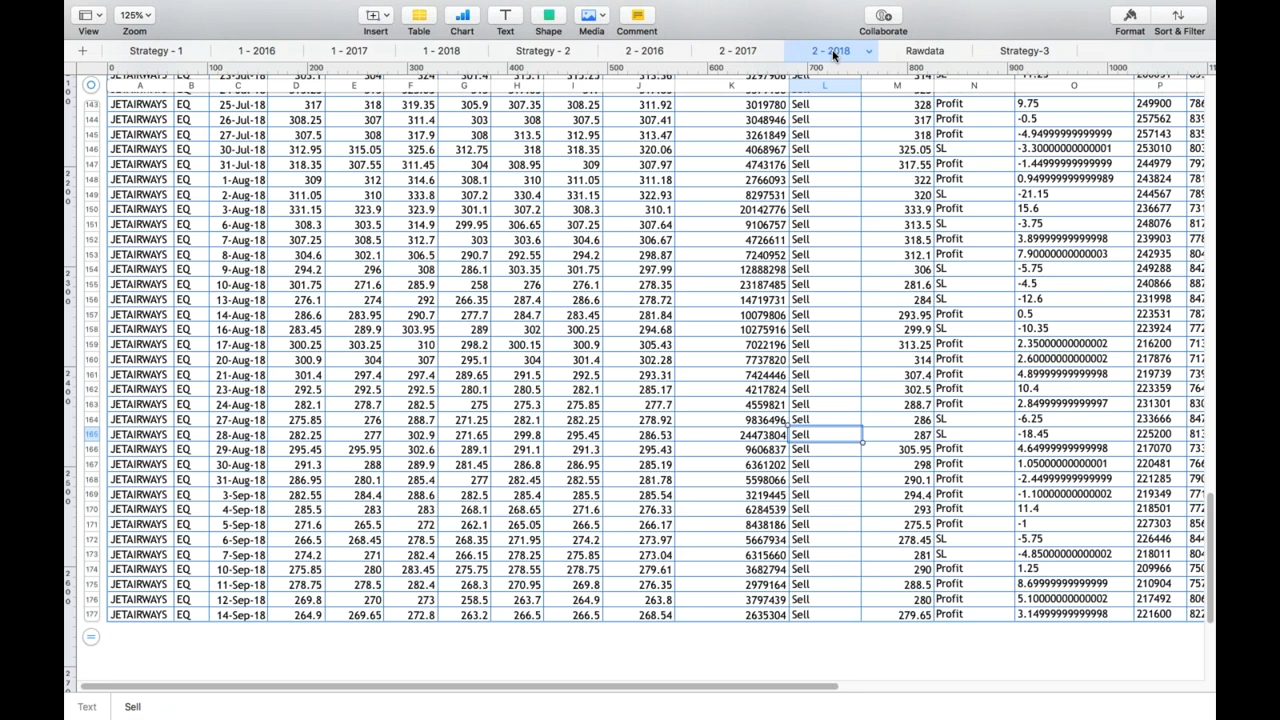 125%
View Zoom Insert Table Chart Text Shape Media Comment Collaborate Format Sort & Filter
Strategy - 1 1 - 2016 1 - 2017 1 - 2018 Strategy - 2 2 - 2016 2 - 2017 2 - 2018 Rawdata Strategy-3
0 100 200 300 400 500 600 700 800 900 1000
A B C D E F G H I J K L M N O P
143 JETAIRWAYS EQ 25-Jul-18 317 318 319.35 305.9 307.35 308.25 311.92 3019780 Sell 328 Profit 9.75 249900
144 JETAIRWAYS EQ 26-Jul-18 308.25 307 311.4 303 308 307.5 307.41 3048946 Sell 317 Profit -0.5 257562
145 JETAIRWAYS EQ 27-Jul-18 307.5 308 317.9 308 313.5 312.95 313.47 3261849 Sell 318 Profit -4.94999999999999 257143
146 JETAIRWAYS EQ 30-Jul-18 312.95 315.05 325.6 312.75 318 318.35 320.06 4068967 Sell 325.05 SL -3.30000000000001 253010
147 JETAIRWAYS EQ 31-Jul-18 318.35 307.55 311.45 304 308.95 309 307.97 4743176 Sell 317.55 Profit -1.44999999999999 244979
148 JETAIRWAYS EQ 1-Aug-18 309 312 314.6 308.1 310 311.05 311.18 2766093 Sell 322 Profit 0.949999999999989 243824
149 JETAIRWAYS EQ 2-Aug-18 311.05 310 333.8 307.2 330.4 331.15 322.93 8297531 Sell 320 SL -21.15 244567
150 JETAIRWAYS EQ 3-Aug-18 331.15 323.9 323.9 301.1 307.2 308.3 310.1 20142776 Sell 333.9 Profit 15.6 236677
151 JETAIRWAYS EQ 6-Aug-18 308.3 303.5 314.9 299.95 306.65 307.25 307.64 9106757 Sell 313.5 SL -3.75 248076
152 JETAIRWAYS EQ 7-Aug-18 307.25 308.5 312.7 303 303.6 304.6 306.67 4726611 Sell 318.5 Profit 3.89999999999998 239903
153 JETAIRWAYS EQ 8-Aug-18 304.6 302.1 306.5 290.7 292.55 294.2 298.87 7240952 Sell 312.1 Profit 7.90000000000003 242935
154 JETAIRWAYS EQ 9-Aug-18 294.2 296 308 286.1 303.35 301.75 297.99 12888298 Sell 306 SL -5.75 249288
155 JETAIRWAYS EQ 10-Aug-18 301.75 271.6 285.9 258 276 276.1 278.35 23187485 Sell 281.6 SL -4.5 240866
156 JETAIRWAYS EQ 13-Aug-18 276.1 274 292 266.35 287.4 286.6 278.72 14719731 Sell 284 SL -12.6 231998
157 JETAIRWAYS EQ 14-Aug-18 286.6 283.95 290.7 277.7 284.7 283.45 281.84 10079806 Sell 293.95 Profit 0.5 223531
158 JETAIRWAYS EQ 16-Aug-18 283.45 289.9 303.95 289 302 300.25 294.68 10275916 Sell 299.9 SL -10.35 223924
159 JETAIRWAYS EQ 17-Aug-18 300.25 303.25 310 298.2 300.15 300.9 305.43 7022196 Sell 313.25 Profit 2.35000000000002 216200
160 JETAIRWAYS EQ 20-Aug-18 300.9 304 307 295.1 304 301.4 302.28 7737820 Sell 314 Profit 2.60000000000002 217876
161 JETAIRWAYS EQ 21-Aug-18 301.4 297.4 297.4 289.65 291.5 292.5 293.31 7424446 Sell 307.4 Profit 4.89999999999998 219739
162 JETAIRWAYS EQ 23-Aug-18 292.5 292.5 292.5 280.1 280.5 282.1 285.17 4217824 Sell 302.5 Profit 10.4 223359
163 JETAIRWAYS EQ 24-Aug-18 282.1 278.7 282.5 275 275.3 275.85 277.7 4559821 Sell 288.7 Profit 2.84999999999997 231301
164 JETAIRWAYS EQ 27-Aug-18 275.85 276 288.7 271.25 282.1 282.25 278.92 9836496 Sell 286 SL -6.25 233666
165 JETAIRWAYS EQ 28-Aug-18 282.25 277 302.9 271.65 299.8 295.45 286.53 24473804 Sell 287 SL -18.45 225200
166 JETAIRWAYS EQ 29-Aug-18 295.45 295.95 302.6 289.1 291.1 291.3 295.43 9606837 Sell 305.95 Profit 4.64999999999998 217070
167 JETAIRWAYS EQ 30-Aug-18 291.3 288 289.9 281.45 286.8 286.95 285.19 6361202 Sell 298 Profit 1.05000000000001 220481
168 JETAIRWAYS EQ 31-Aug-18 286.95 280.1 285.4 277 282.45 282.55 281.78 5598066 Sell 290.1 Profit -2.44999999999999 221285
169 JETAIRWAYS EQ 3-Sep-18 282.55 284.4 288.6 282.5 285.4 285.5 285.54 3219445 Sell 294.4 Profit -1.10000000000002 219349
170 JETAIRWAYS EQ 4-Sep-18 285.5 283 283 268.1 268.65 271.6 276.33 6284539 Sell 293 Profit 11.4 218501
171 JETAIRWAYS EQ 5-Sep-18 271.6 265.5 272 262.1 265.05 266.5 266.17 8438186 Sell 275.5 Profit -1 227303
172 JETAIRWAYS EQ 6-Sep-18 266.5 268.45 278.5 268.35 271.95 274.2 273.97 5667934 Sell 278.45 SL -5.75 226446
173 JETAIRWAYS EQ 7-Sep-18 274.2 271 282.4 266.15 278.25 275.85 273.04 6315660 Sell 281 SL -4.85000000000002 218011
174 JETAIRWAYS EQ 10-Sep-18 275.85 280 283.45 275.75 278.55 278.75 279.61 3682794 Sell 290 Profit 1.25 209966
175 JETAIRWAYS EQ 11-Sep-18 278.75 278.5 282.4 268.3 270.95 269.8 276.35 2979164 Sell 288.5 Profit 8.69999999999999 210904
176 JETAIRWAYS EQ 12-Sep-18 269.8 270 273 258.5 263.7 264.9 263.8 3797439 Sell 280 Profit 5.10000000000002 217492
177 JETAIRWAYS EQ 14-Sep-18 264.9 269.65 272.8 263.2 266.5 266.5 268.54 2635304 Sell 279.65 Profit 3.14999999999998 221600
Text Sell